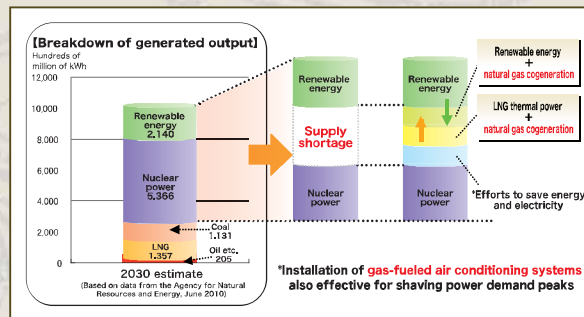 【Breakdown of generated output】
Hundreds of
million of kWh
12,000
10,000
8,000
6,000
4,000
2,000
0
Renewable
energy
2.140
Nuclear
power
5,366
Coal
1.131
LNG
1.357
Oil etc.
205
2030 estimate
(Based on data from the Agency for Natural
Resources and Energy, June 2010)
Renewable
energy
Supply
shortage
Nuclear
power
Renewable
energy
Nuclear
power
Renewable energy
+
natural gas cogeneration
LNG thermal power
+
natural gas cogeneration
*Efforts to save energy
and electricity
*Installation of gas-fueled air conditioning systems
also effective for shaving power demand peaks